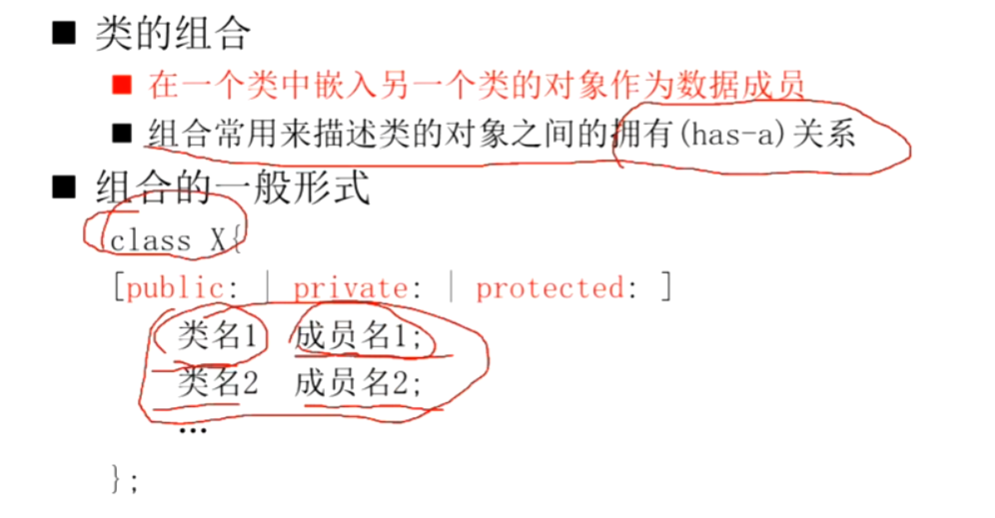 类的组合
在一个类中嵌入另一个类的对象作为数据成员
组合常用来描述类的对象之间的拥有(has-a)关系
组合的一般形式
class X{
[public: | private: | protected: ]
类名1 成员名1;
类名2 成员名2;
…
};